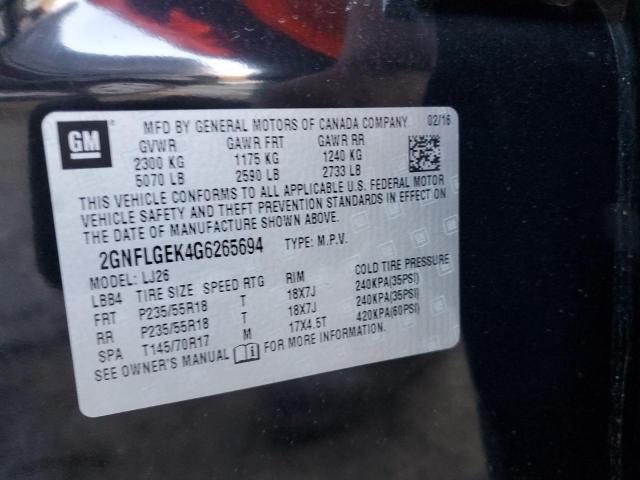 GM MFD BY GENERAL MOTORS OF CANADA COMPANY 02/16
GVWR GAWR FRT GAWR RR
2300 KG 1175 KG 1240 KG
5070 LB 2590 LB 2733 LB
THIS VEHICLE CONFORMS TO ALL APPLICABLE U.S. FEDERAL MOTOR
VEHICLE SAFETY AND THEFT PREVENTION STANDARDS IN EFFECT ON
THE DATE OF MANUFACTURE SHOWN ABOVE.
2GNFLGEK4G6265694 TYPE: M.P.V.
MODEL: LJ26
LBB4 TIRE SIZE SPEED RTG RIM COLD TIRE PRESSURE
FRT P235/55R18 T 18X7J 240KPA(35PSI)
RR P235/55R18 T 18X7J 240KPA(35PSI)
SPA T145/70R17 M 17X4.5T 420KPA(60PSI)
SEE OWNER'S MANUAL FOR MORE INFORMATION.